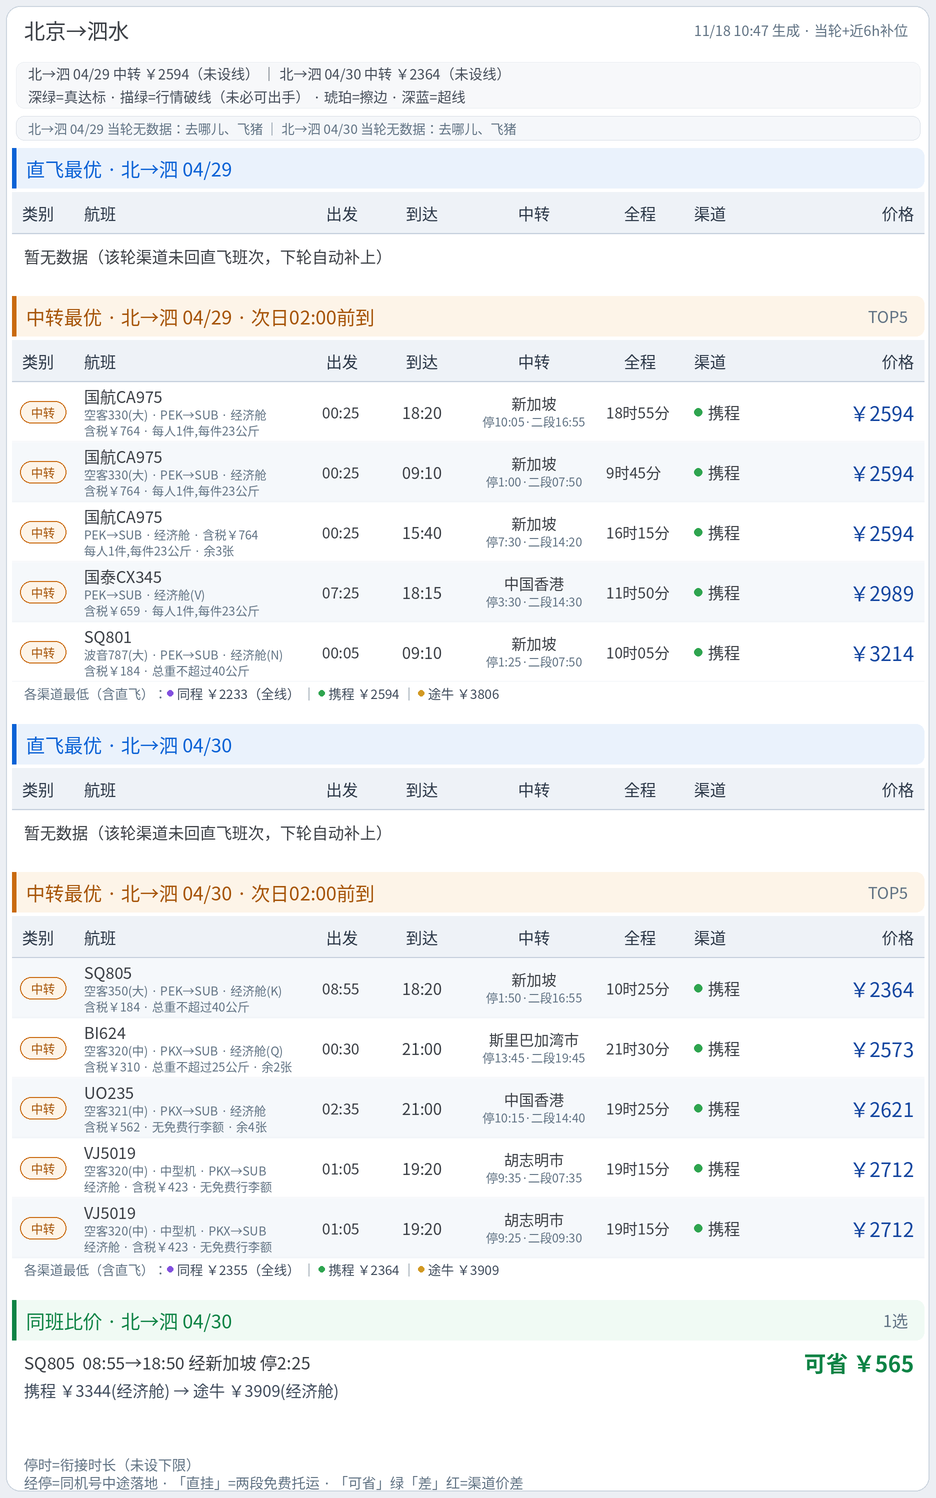 北京→泗水
11/18 10:47 生成 · 当轮+近6h补位
北→泗 04/29 中转 ￥2594（未设线） ｜ 北→泗 04/30 中转 ￥2364（未设线）
深绿=真达标 · 描绿=行情破线（未必可出手） · 琥珀=擦边 · 深蓝=超线
北→泗 04/29 当轮无数据：去哪儿、飞猪 ｜ 北→泗 04/30 当轮无数据：去哪儿、飞猪
直飞最优 · 北→泗 04/29
类别 航班 出发 到达 中转 全程 渠道 价格
暂无数据（该轮渠道未回直飞班次，下轮自动补上）
中转最优 · 北→泗 04/29 · 次日02:00前到 TOP5
类别 航班 出发 到达 中转 全程 渠道 价格
国航CA975
中转 空客330(大) · PEK→SUB · 经济舱 00:25 18:20 新加坡 18时55分 携程 ￥2594
含税￥764 · 每人1件,每件23公斤 停10:05·二段16:55
国航CA975
中转 空客330(大) · PEK→SUB · 经济舱 00:25 09:10 新加坡 9时45分 携程 ￥2594
含税￥764 · 每人1件,每件23公斤 停1:00·二段07:50
国航CA975
中转 PEK→SUB · 经济舱 · 含税￥764 00:25 15:40 新加坡 16时15分 携程 ￥2594
每人1件,每件23公斤 · 余3张 停7:30·二段14:20
国泰CX345
中转 PEK→SUB · 经济舱(V) 07:25 18:15 中国香港 11时50分 携程 ￥2989
含税￥659 · 每人1件,每件23公斤 停3:30·二段14:30
SQ801
中转 波音787(大) · PEK→SUB · 经济舱(N) 00:05 09:10 新加坡 10时05分 携程 ￥3214
含税￥184 · 总重不超过40公斤 停1:25·二段07:50
各渠道最低（含直飞）： 同程 ￥2233（全线） ｜ 携程 ￥2594 ｜ 途牛 ￥3806
直飞最优 · 北→泗 04/30
类别 航班 出发 到达 中转 全程 渠道 价格
暂无数据（该轮渠道未回直飞班次，下轮自动补上）
中转最优 · 北→泗 04/30 · 次日02:00前到 TOP5
类别 航班 出发 到达 中转 全程 渠道 价格
SQ805
中转 空客350(大) · PEK→SUB · 经济舱(K) 08:55 18:20 新加坡 10时25分 携程 ￥2364
含税￥184 · 总重不超过40公斤 停1:50·二段16:55
BI624
中转 空客320(中) · PKX→SUB · 经济舱(Q) 00:30 21:00 斯里巴加湾市 21时30分 携程 ￥2573
含税￥310 · 总重不超过25公斤 · 余2张 停13:45·二段19:45
UO235
中转 空客321(中) · PKX→SUB · 经济舱 02:35 21:00 中国香港 19时25分 携程 ￥2621
含税￥562 · 无免费行李额 · 余4张 停10:15·二段14:40
VJ5019
中转 空客320(中) · 中型机 · PKX→SUB 01:05 19:20 胡志明市 19时15分 携程 ￥2712
经济舱 · 含税￥423 · 无免费行李额 停9:35·二段07:35
VJ5019
中转 空客320(中) · 中型机 · PKX→SUB 01:05 19:20 胡志明市 19时15分 携程 ￥2712
经济舱 · 含税￥423 · 无免费行李额 停9:25·二段09:30
各渠道最低（含直飞）： 同程 ￥2355（全线） ｜ 携程 ￥2364 ｜ 途牛 ￥3909
同班比价 · 北→泗 04/30 1选
SQ805 08:55→18:50 经新加坡 停2:25 可省 ￥565
携程 ￥3344(经济舱) → 途牛 ￥3909(经济舱)
停时=衔接时长（未设下限）
经停=同机号中途落地 · 「直挂」=两段免费托运 · 「可省」绿「差」红=渠道价差